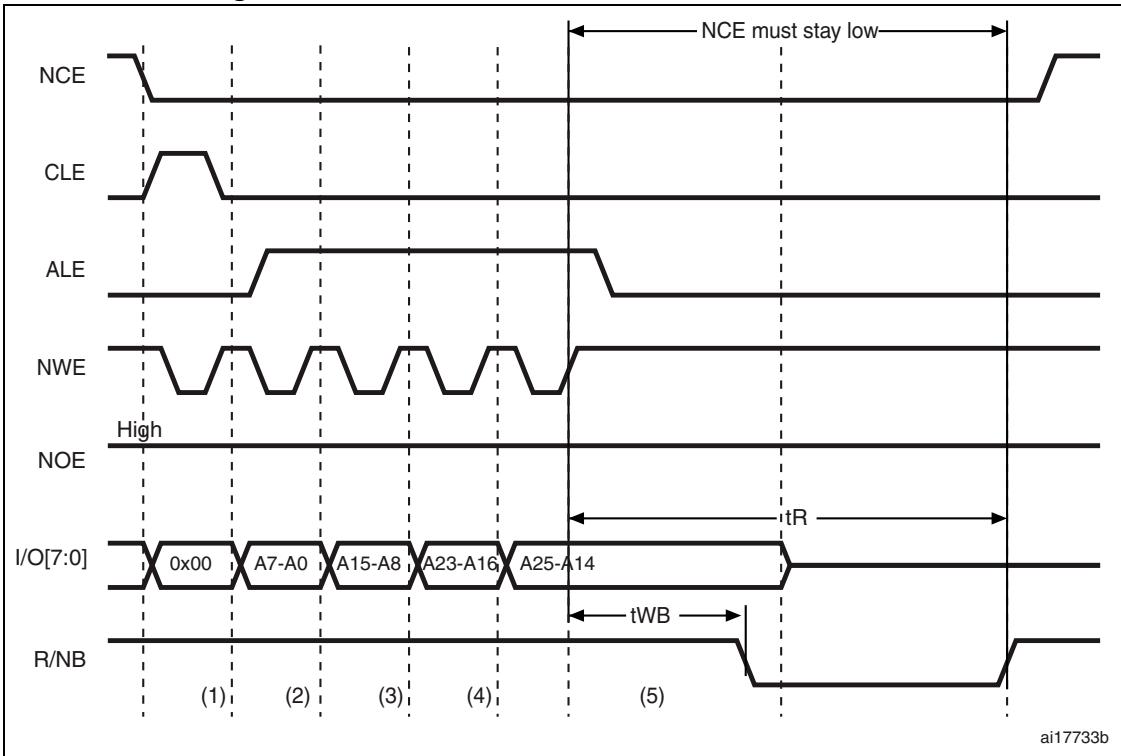 NCE must stay low
NCE
CLE
ALE
NWE
High
NOE
tR
I/O[7:0]
0x00
A7-A0
A15-A8
A23-A16
A25-A14
tWB
R/NB
(1)
(2)
(3)
(4)
(5)
ai17733b